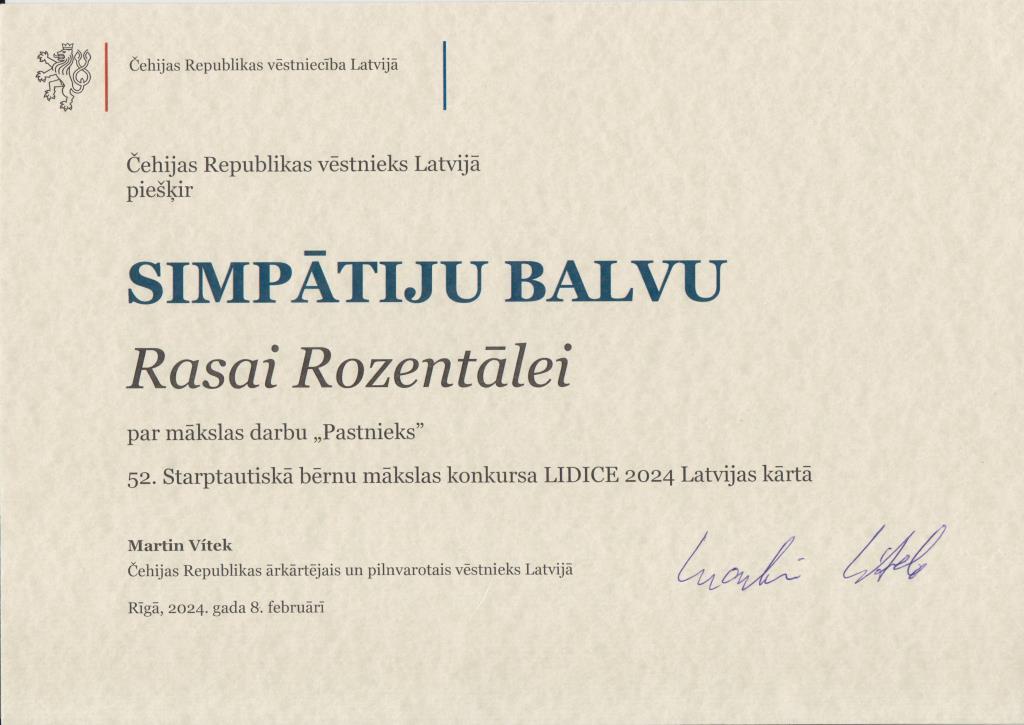 Čehijas Republikas vēstniecība Latvijā
Čehijas Republikas vēstnieks Latvijā
piešķir
SIMPĀTIJU BALVU
Rasai Rozentālei
par mākslas darbu „Pastnieks”
52. Starptautiskā bērnu mākslas konkursa LIDICE 2024 Latvijas kārtā
Martin Vítek
Čehijas Republikas ārkārtējais un pilnvarotais vēstnieks Latvijā
Rīgā, 2024. gada 8. februārī